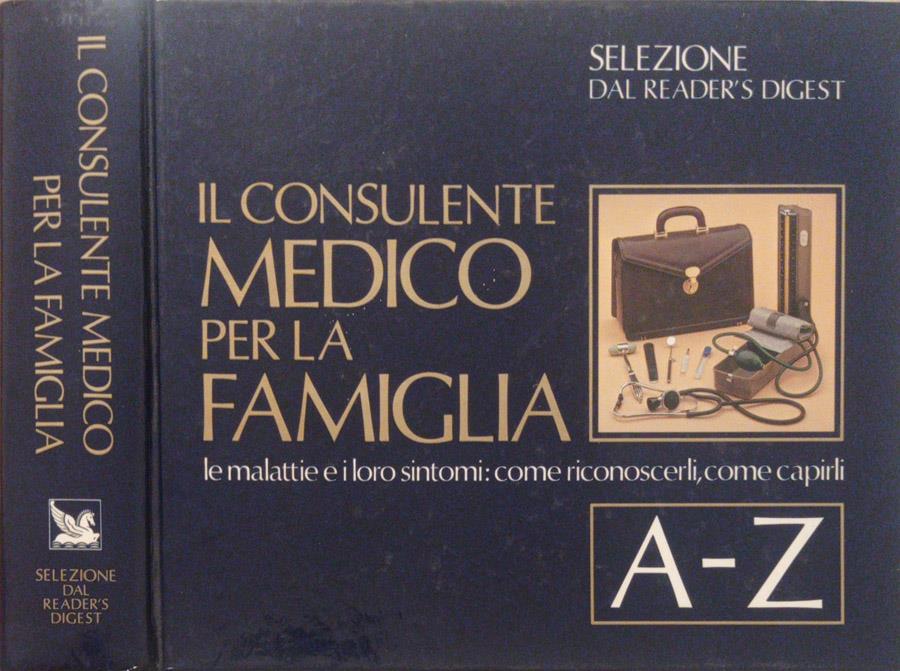 IL CONSULENTE MEDICO
PER LA FAMIGLIA
SELEZIONE
DAL
READER'S
DIGEST
SELEZIONE
DAL READER'S DIGEST
IL CONSULENTE
MEDICO
PER LA
FAMIGLIA
le malattie e i loro sintomi: come riconoscerli, come capirli
A-Z